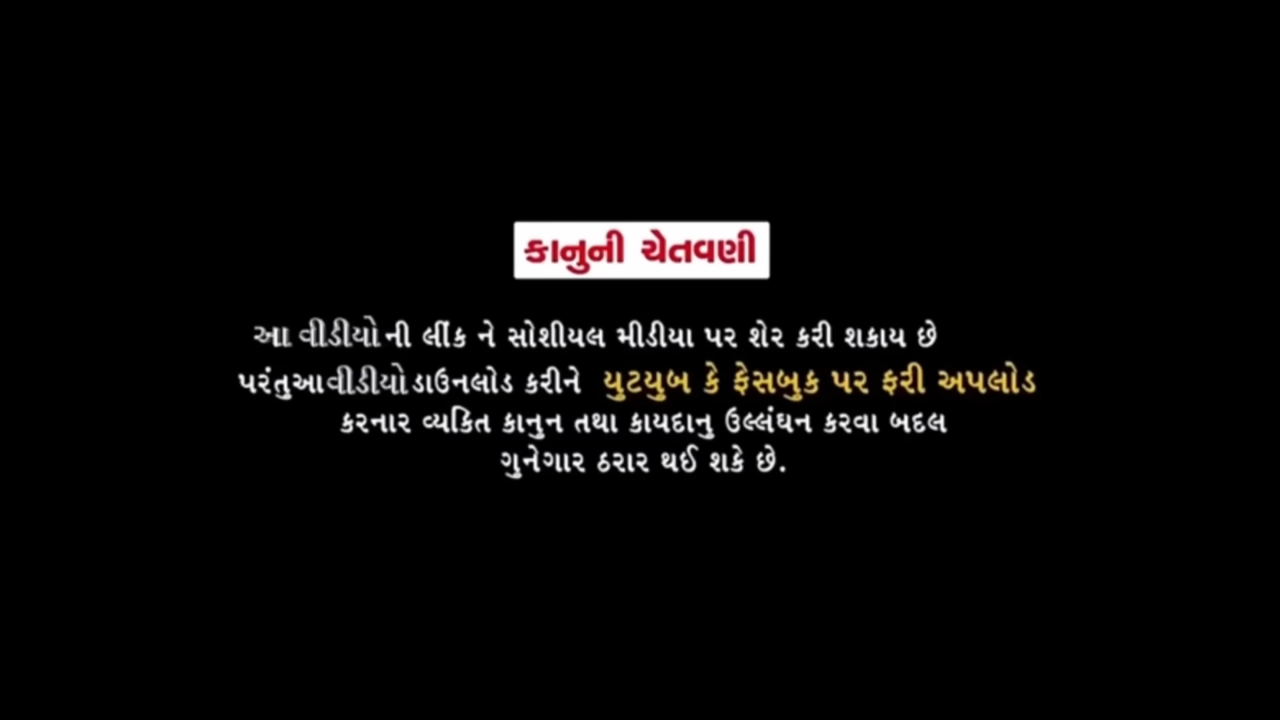 કાનુની ચેતવણી
આ વીડીયો ની લીંક ને સોશીયલ મીડીયા પર શેર કરી શકાય છે
પરંતુઆવીડીયો ડાઉનલોડ કરીને યુટયુબ કે ફેસબુક પર ફરી અપલોડ
કરનાર વ્યકિત કાનુન તથા કાયદાનુ ઉલ્લંઘન કરવા બદલ
ગુનેગાર ઠરાર થઈ શકે છે.